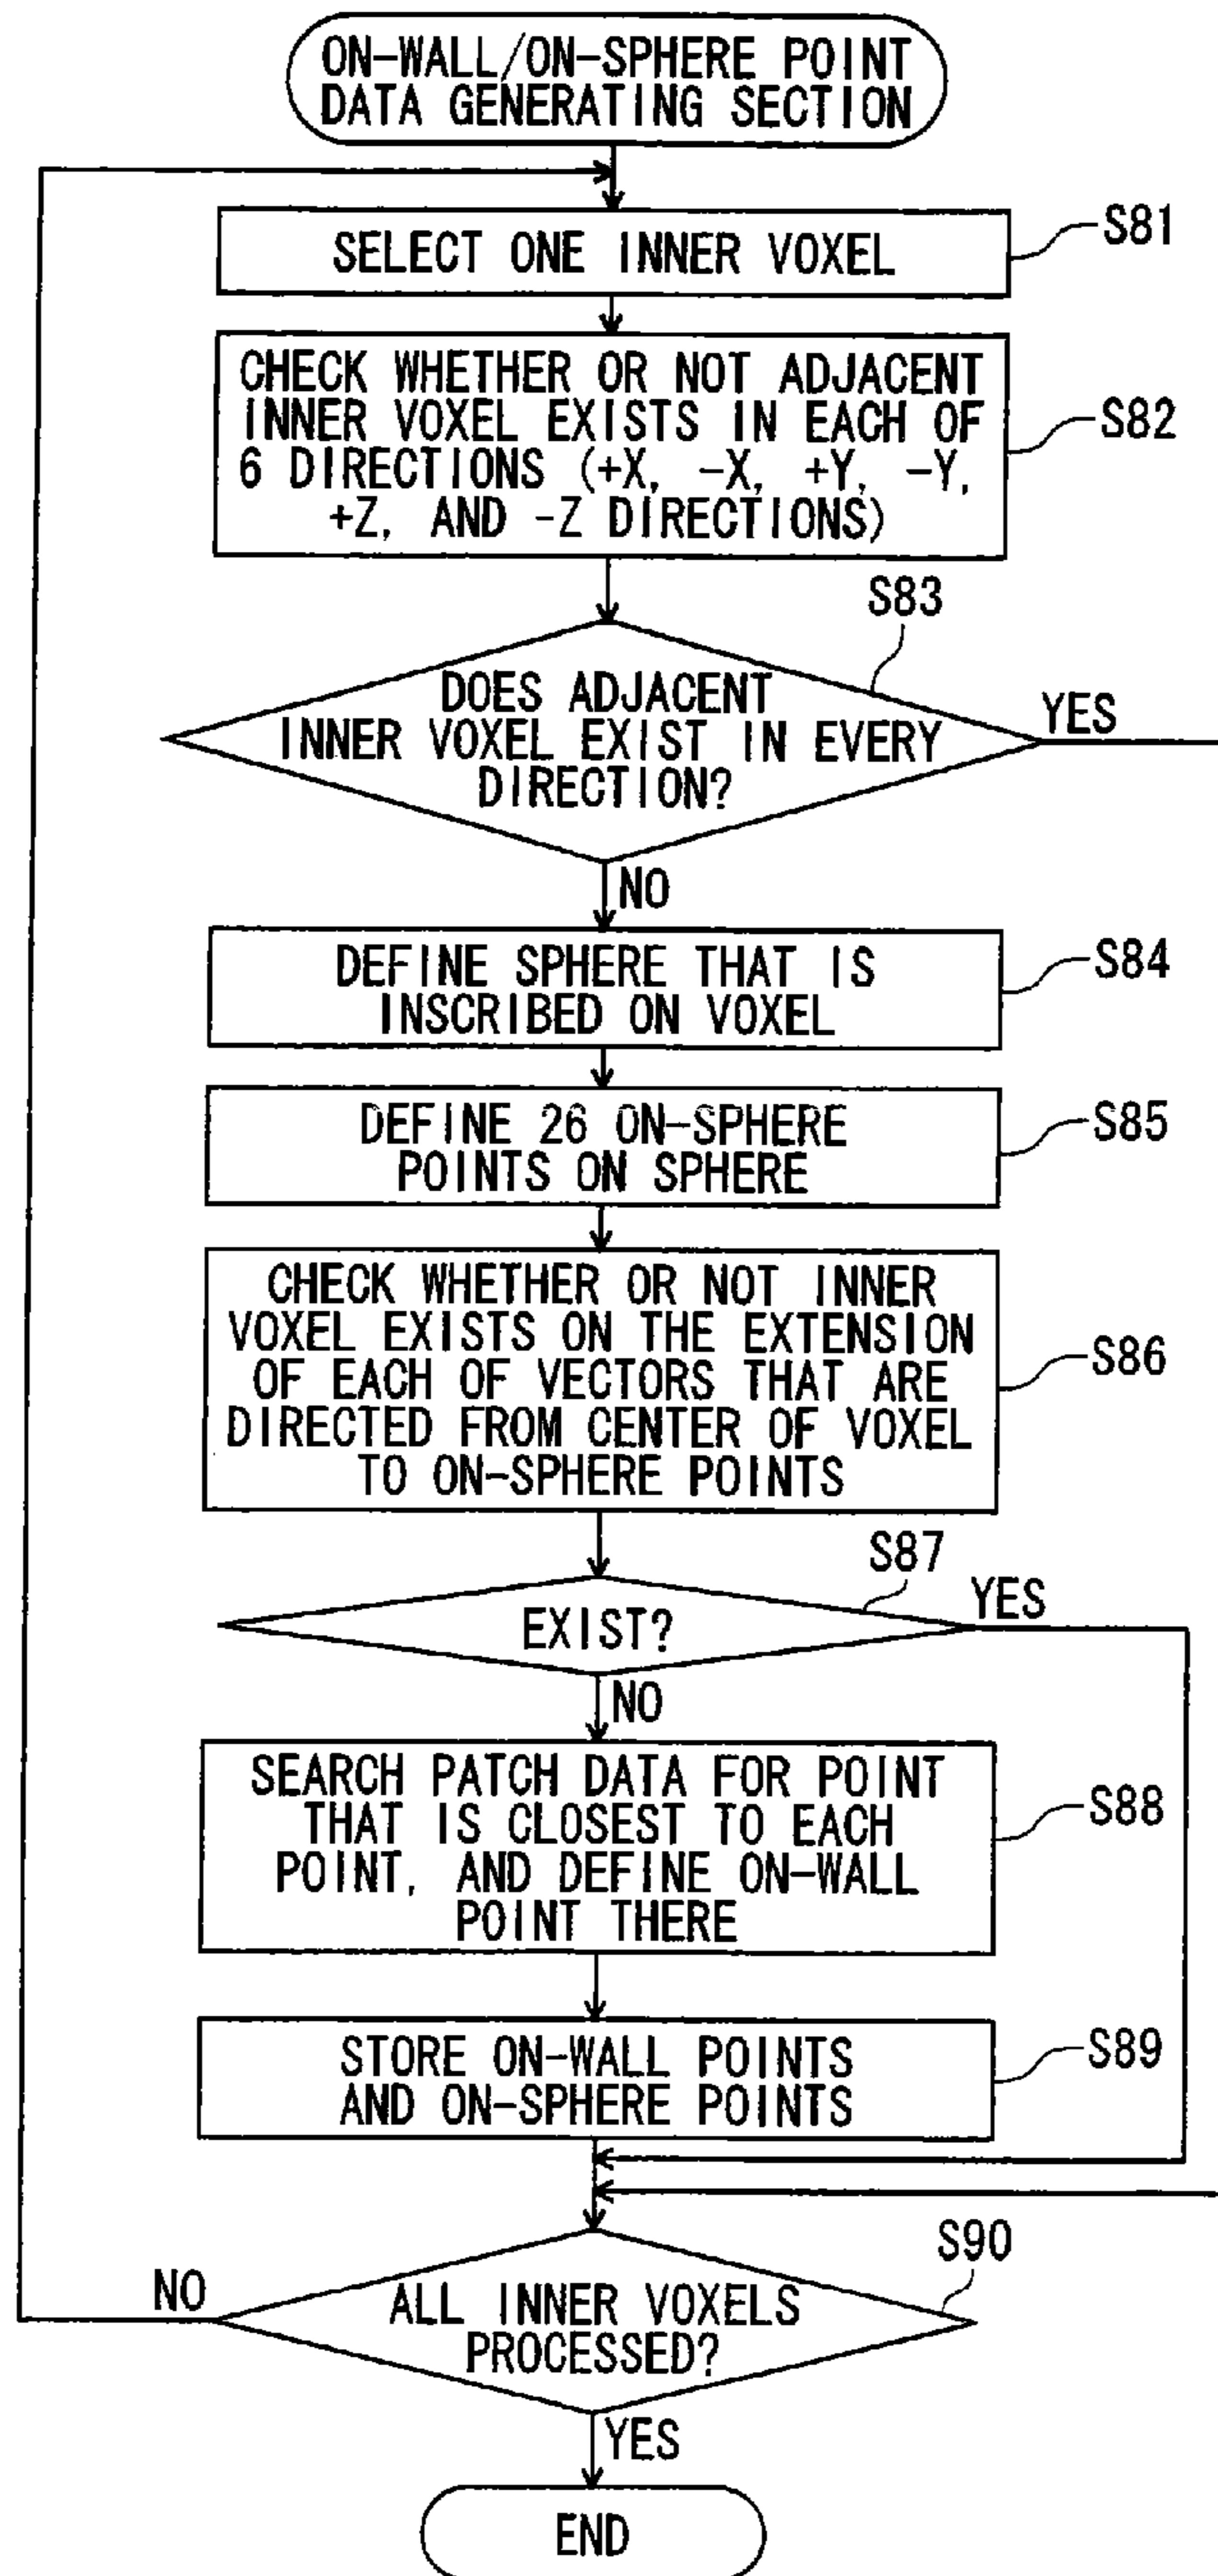 ON-WALL/ON-SPHERE POINT
DATA GENERATING SECTION
SELECT ONE INNER VOXEL
S81
CHECK WHETHER OR NOT ADJACENT
INNER VOXEL EXISTS IN EACH OF
6 DIRECTIONS (+X, -X, +Y, -Y,
+Z, AND -Z DIRECTIONS)
S82
S83
DOES ADJACENT
INNER VOXEL EXIST IN EVERY
DIRECTION?
YES
NO
DEFINE SPHERE THAT IS
INSCRIBED ON VOXEL
S84
DEFINE 26 ON-SPHERE
POINTS ON SPHERE
S85
CHECK WHETHER OR NOT INNER
VOXEL EXISTS ON THE EXTENSION
OF EACH OF VECTORS THAT ARE
DIRECTED FROM CENTER OF VOXEL
TO ON-SPHERE POINTS
S86
S87
EXIST?
YES
NO
SEARCH PATCH DATA FOR POINT
THAT IS CLOSEST TO EACH
POINT, AND DEFINE ON-WALL
POINT THERE
S88
STORE ON-WALL POINTS
AND ON-SPHERE POINTS
S89
S90
NO
ALL INNER VOXELS
PROCESSED?
YES
END